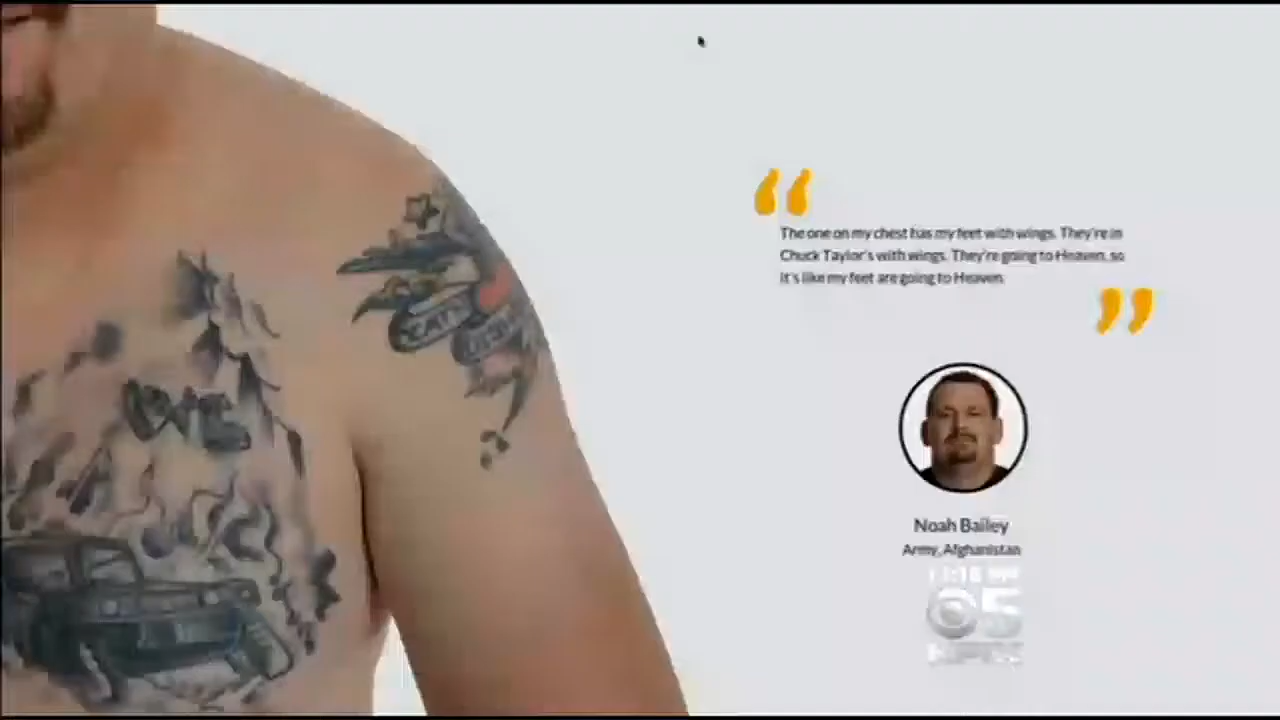 The one on my chest has my feet with wings. They're in
Chuck Taylor's with wings. They're going to Heaven, so
it's like my feet are going to Heaven.
Noah Bailey
Army, Afghanistan
5